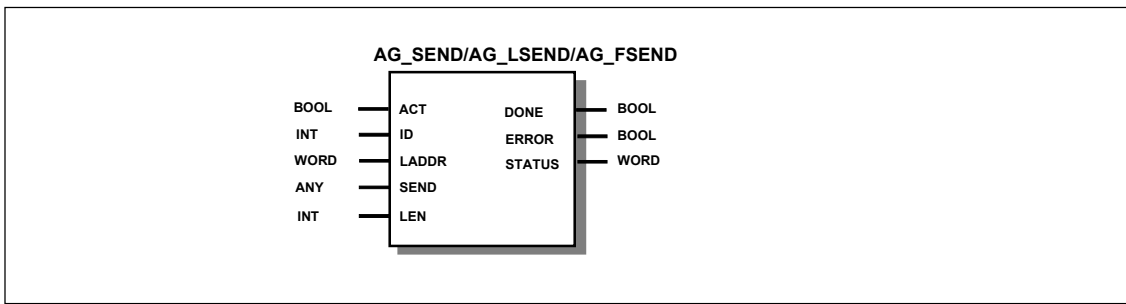 AG_SEND/AG_LSEND/AG_FSEND
BOOL ACT DONE BOOL
INT ID ERROR BOOL
WORD LADDR STATUS WORD
ANY SEND
INT LEN